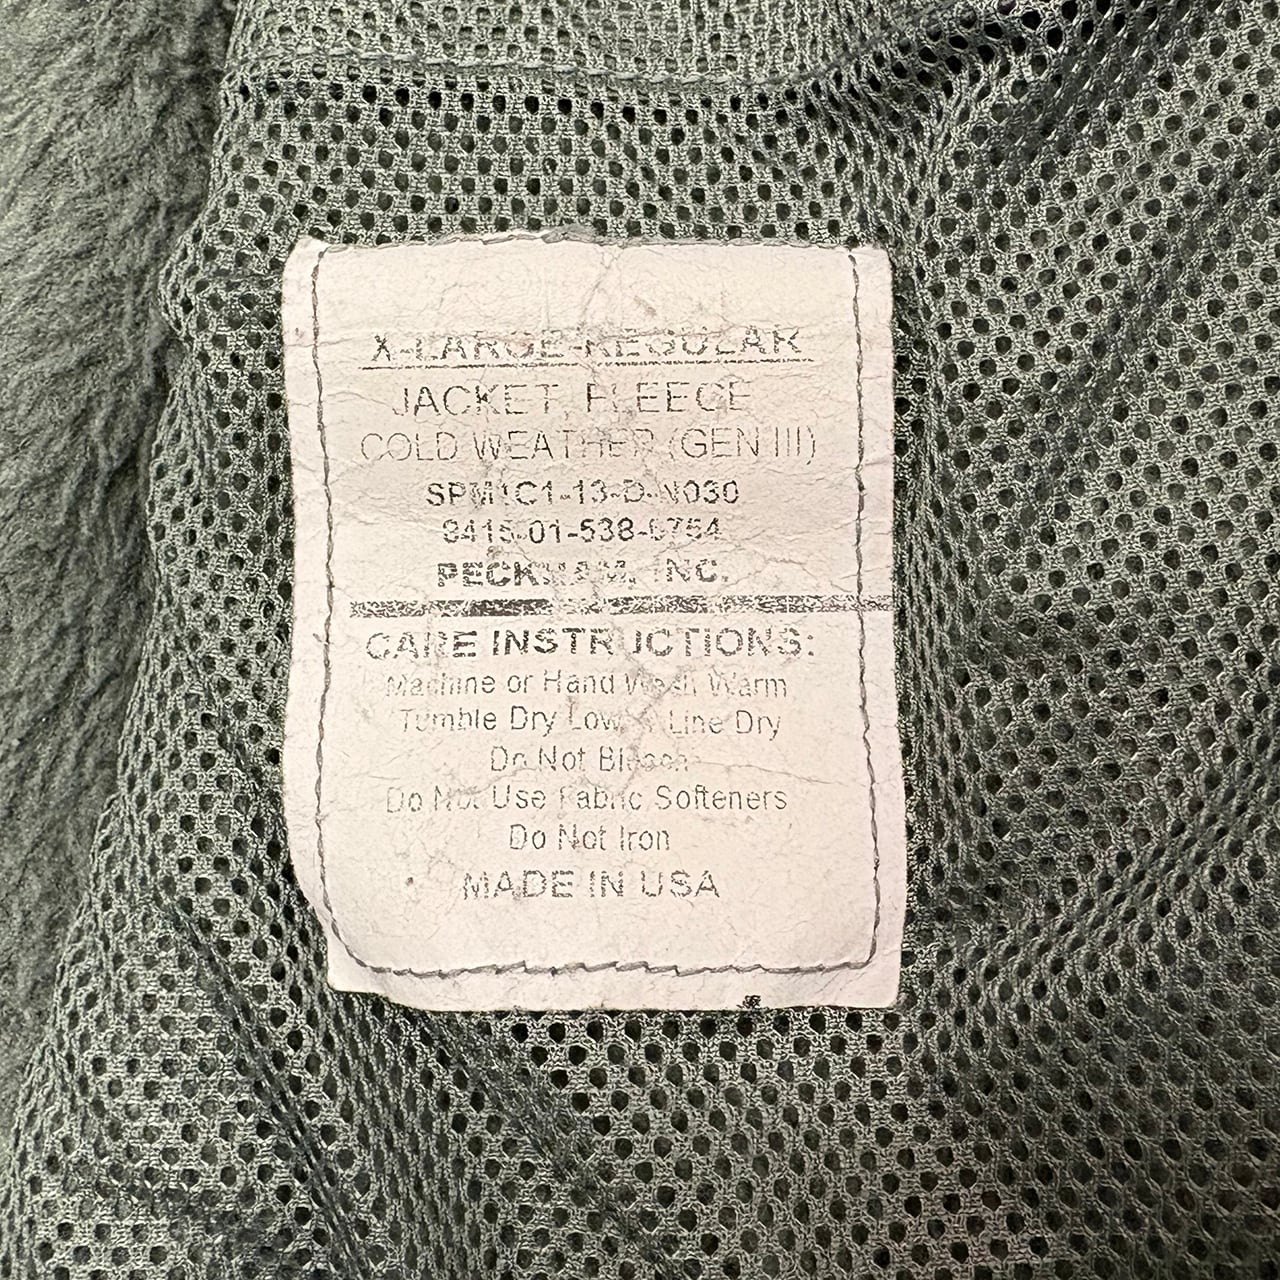 X-LARGE-REGULAR
JACKET, FLEECE
COLD WEATHER (GEN III)
SPM1C1-13-D-N030
8415-01-538-6754
PECKHAM, INC.
CARE INSTRUCTIONS:
Machine or Hand Wash Warm
Tumble Dry Low or Line Dry
Do Not Bleach
Do Not Use Fabric Softeners
Do Not Iron
MADE IN USA